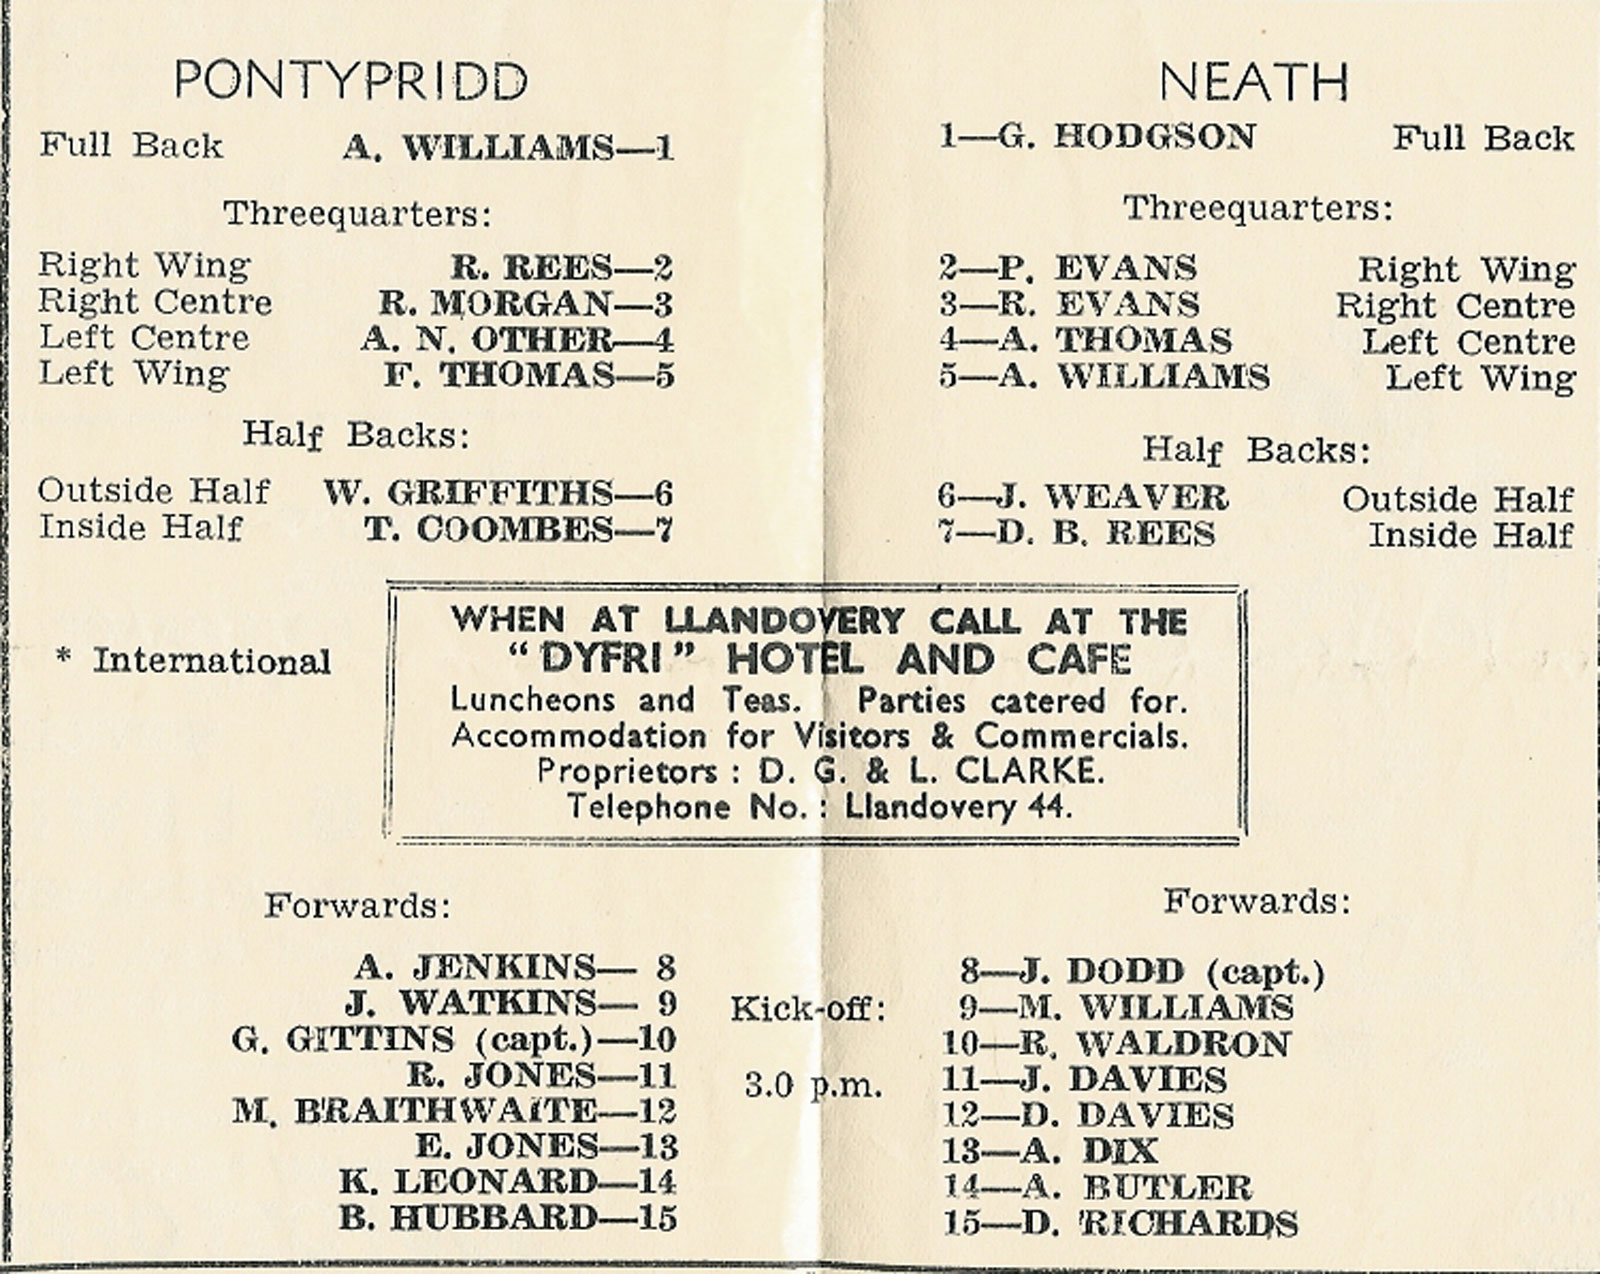 PONTYPRIDD
Full Back A. WILLIAMS—1
Threequarters:
Right Wing R. REES—2
Right Centre R. MORGAN—3
Left Centre A. N. OTHER—4
Left Wing F. THOMAS—5
Half Backs:
Outside Half W. GRIFFITHS—6
Inside Half T. COOMBES—7
NEATH
1—G. HODGSON Full Back
Threequarters:
2—P. EVANS Right Wing
3—R. EVANS Right Centre
4—A. THOMAS Left Centre
5—A. WILLIAMS Left Wing
Half Backs:
6—J. WEAVER Outside Half
7—D. B. REES Inside Half
* International
WHEN AT LLANDOVERY CALL AT THE
“DYFRI” HOTEL AND CAFE
Luncheons and Teas. Parties catered for.
Accommodation for Visitors & Commercials.
Proprietors : D. G. & L. CLARKE.
Telephone No. : Llandovery 44.
Forwards:
A. JENKINS— 8
J. WATKINS— 9
G. GITTINS (capt.)—10
R. JONES—11
M. BRAITHWAITE—12
E. JONES—13
K. LEONARD—14
B. HUBBARD—15
Kick-off:
3.0 p.m.
Forwards:
8—J. DODD (capt.)
9—M. WILLIAMS
10—R. WALDRON
11—J. DAVIES
12—D. DAVIES
13—A. DIX
14—A. BUTLER
15—D. RICHARDS